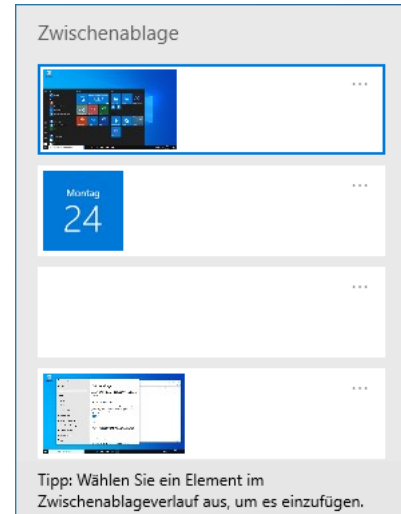 Zwischenablage
...
Montag
24
...
...
...
Tipp: Wählen Sie ein Element im
Zwischenablageverlauf aus, um es einzufügen.